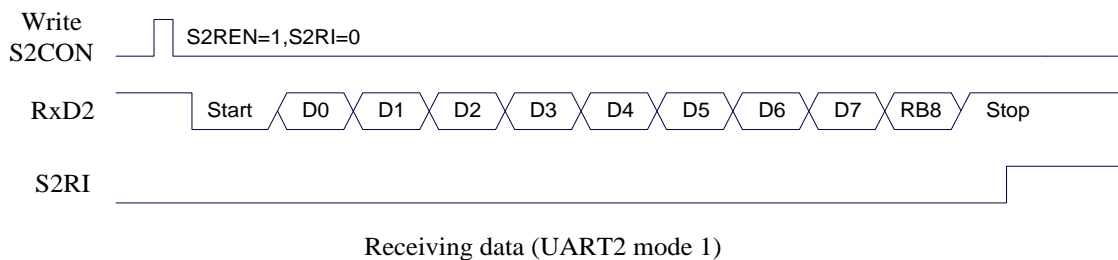 Write
S2CON
S2REN=1,S2RI=0
RxD2
Start D0 D1 D2 D3 D4 D5 D6 D7 RB8 Stop
S2RI
Receiving data (UART2 mode 1)